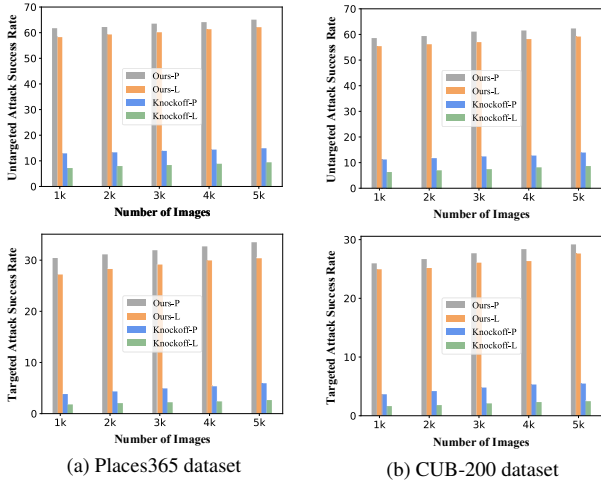 70
60
50
40
30
20
10
0
Untargeted Attack Success Rate
Ours-P
Ours-L
Knockoff-P
Knockoff-L
1k 2k 3k 4k 5k
Number of Images
70
60
50
40
30
20
10
0
Untargeted Attack Success Rate
Ours-P
Ours-L
Knockoff-P
Knockoff-L
1k 2k 3k 4k 5k
Number of Images
30
20
10
0
Targeted Attack Success Rate
Ours-P
Ours-L
Knockoff-P
Knockoff-L
1k 2k 3k 4k 5k
Number of Images
30
20
10
0
Targeted Attack Success Rate
Ours-P
Ours-L
Knockoff-P
Knockoff-L
1k 2k 3k 4k 5k
Number of Images
(a) Places365 dataset
(b) CUB-200 dataset